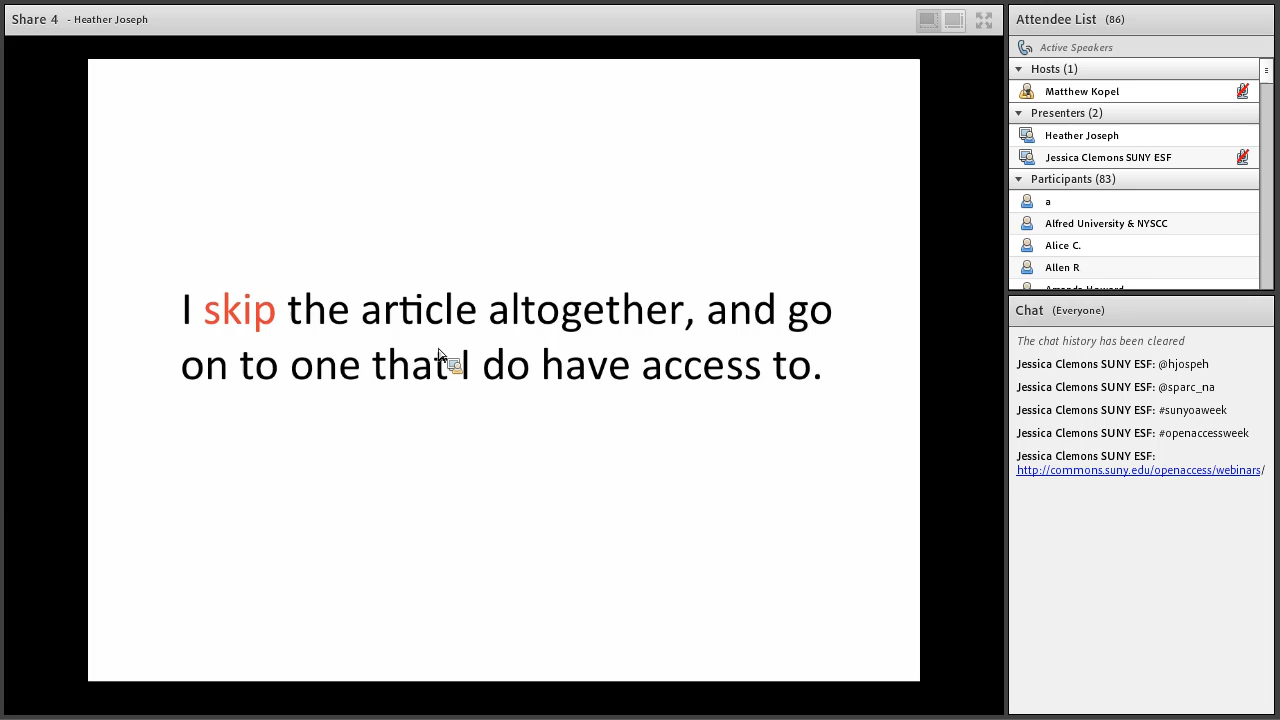 Share 4 - Heather Joseph
I skip the article altogether, and go
on to one that I do have access to.
Attendee List (86)
Active Speakers
Hosts (1)
Matthew Kopel
Presenters (2)
Heather Joseph
Jessica Clemons SUNY ESF
Participants (83)
a
Alfred University & NYSCC
Alice C.
Allen R
Amanda Howard
Chat (Everyone)
The chat history has been cleared
Jessica Clemons SUNY ESF: @hjospeh
Jessica Clemons SUNY ESF: @sparc_na
Jessica Clemons SUNY ESF: #sunyoaweek
Jessica Clemons SUNY ESF: #openaccessweek
Jessica Clemons SUNY ESF:
http://commons.suny.edu/openaccess/webinars/